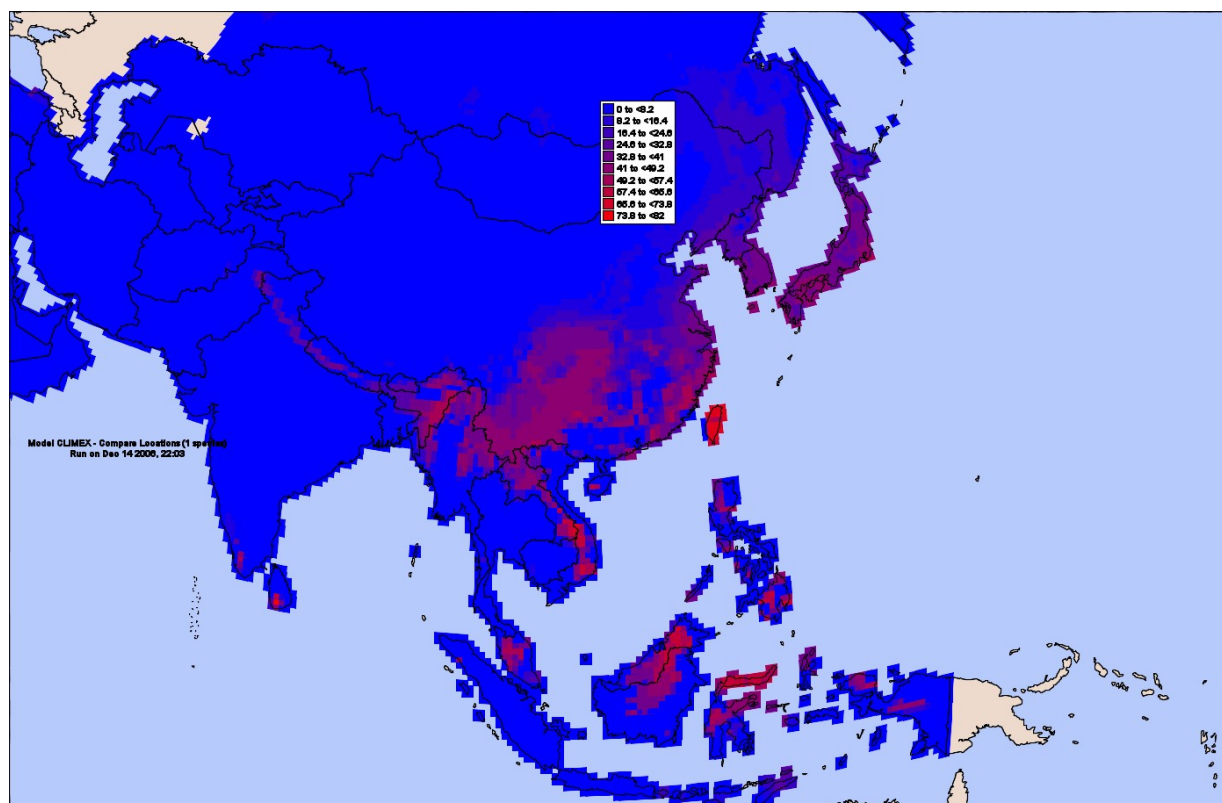 0 to <8.2
8.2 to <16.4
16.4 to <24.6
24.6 to <32.8
32.8 to <41
41 to <49.2
49.2 to <57.4
57.4 to <65.6
65.6 to <73.8
73.8 to <82
Model CLIMEX - Compare Locations (1 species)
Run on Dec 14 2006, 22:03